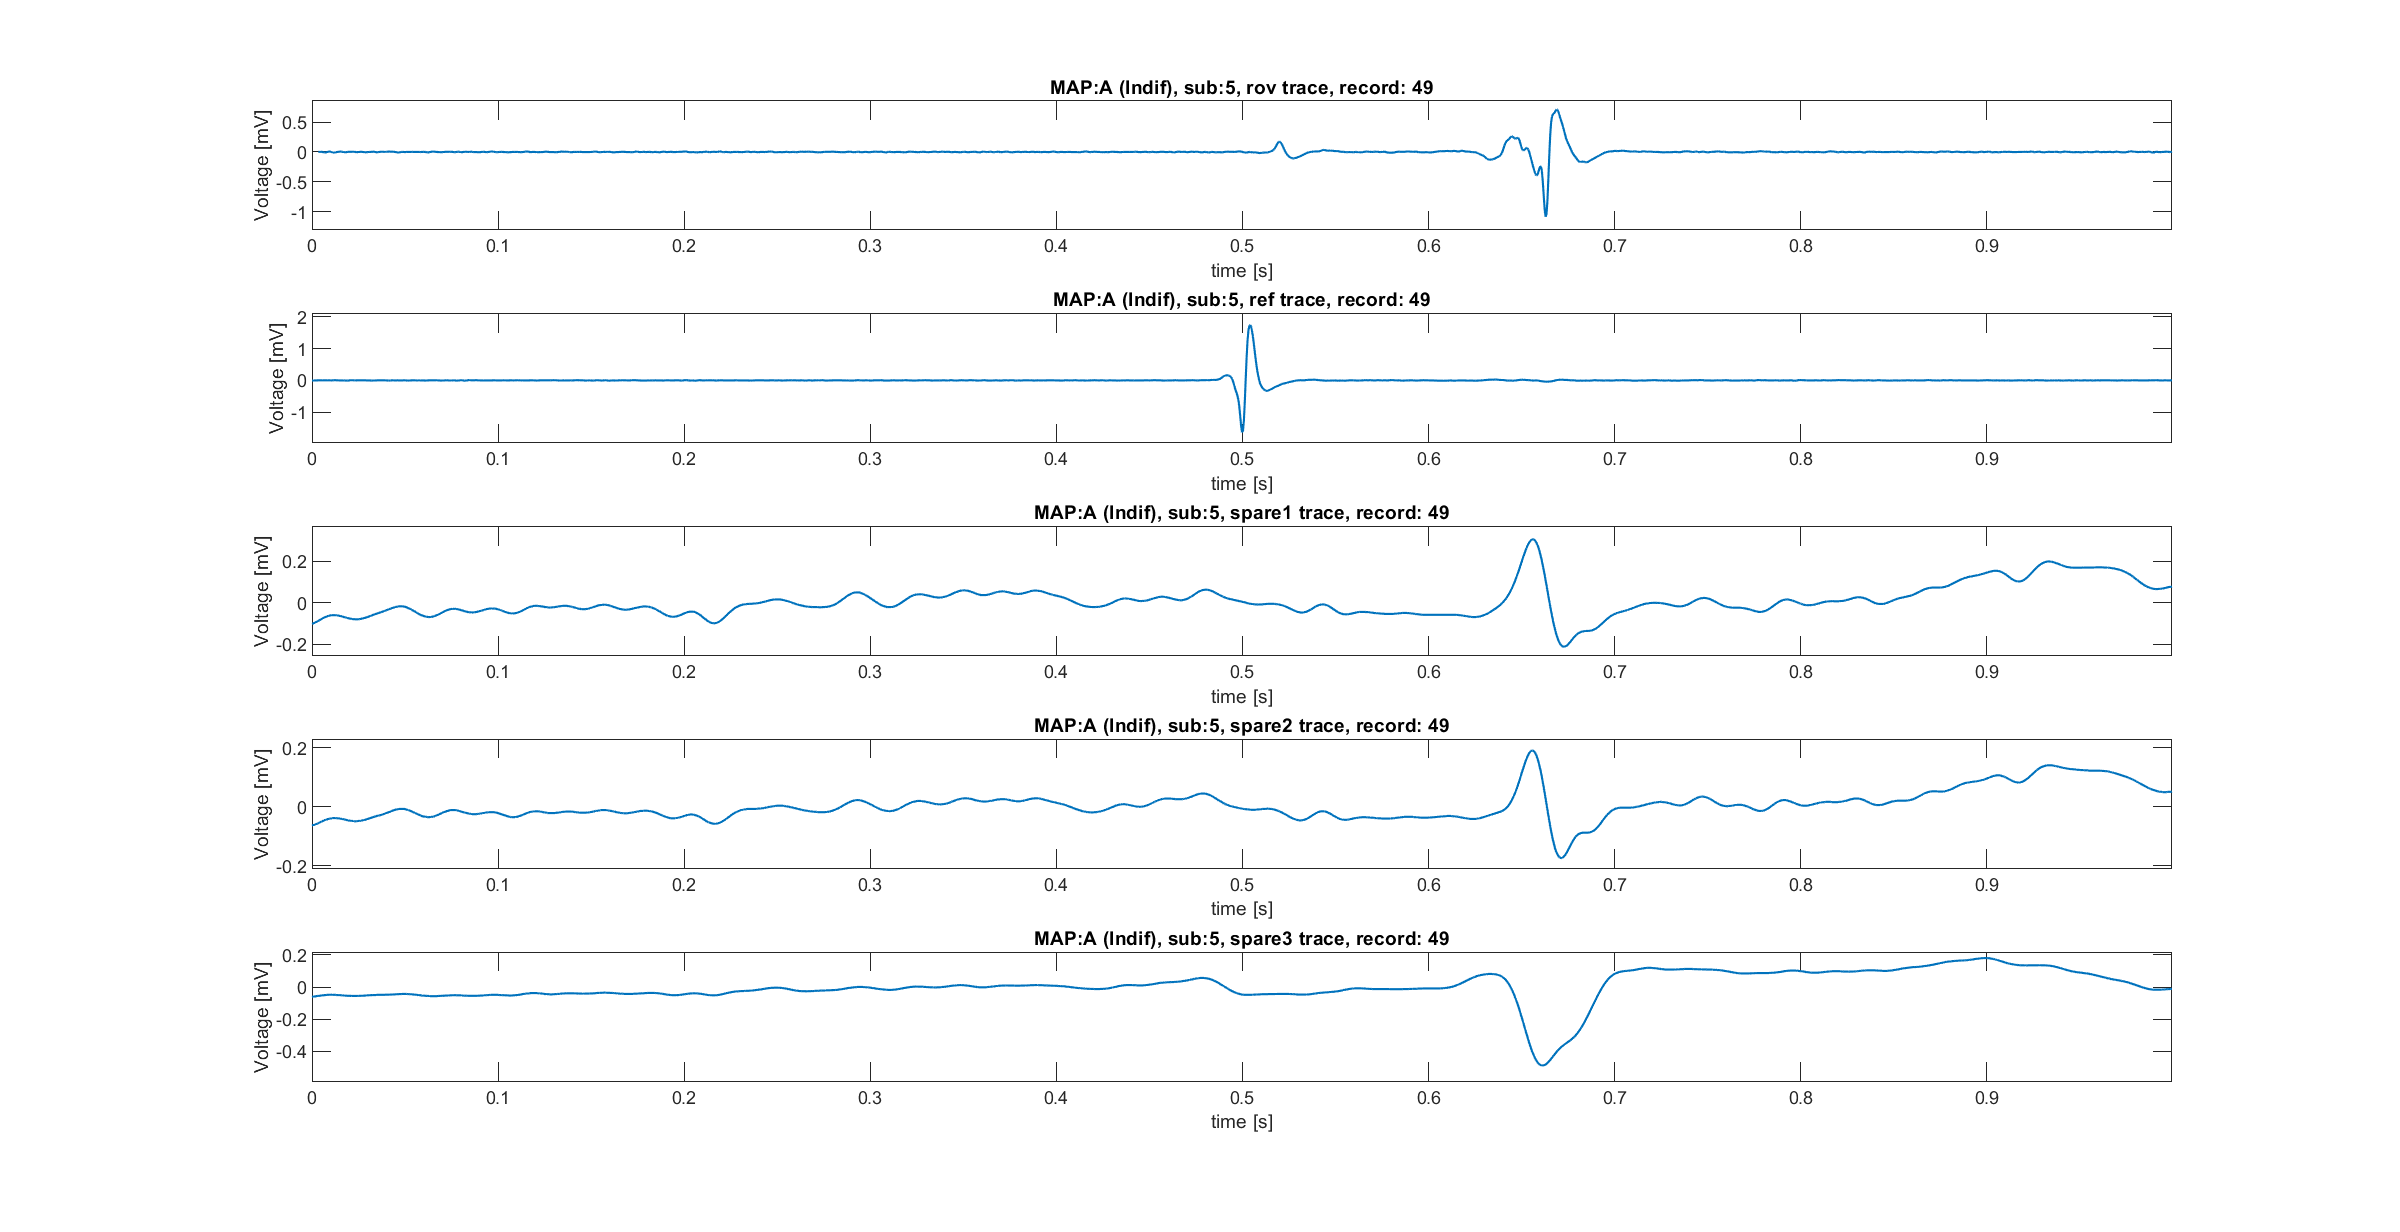 MAP:A (Indif), sub:5, rov trace, record: 49
Voltage [mV]
0.5
0
-0.5
-1
0 0.1 0.2 0.3 0.4 0.5 0.6 0.7 0.8 0.9
time [s]
MAP:A (Indif), sub:5, ref trace, record: 49
Voltage [mV]
2
1
0
-1
0 0.1 0.2 0.3 0.4 0.5 0.6 0.7 0.8 0.9
time [s]
MAP:A (Indif), sub:5, spare1 trace, record: 49
Voltage [mV]
0.2
0
-0.2
0 0.1 0.2 0.3 0.4 0.5 0.6 0.7 0.8 0.9
time [s]
MAP:A (Indif), sub:5, spare2 trace, record: 49
Voltage [mV]
0.2
0
-0.2
0 0.1 0.2 0.3 0.4 0.5 0.6 0.7 0.8 0.9
time [s]
MAP:A (Indif), sub:5, spare3 trace, record: 49
Voltage [mV]
0.2
0
-0.2
-0.4
0 0.1 0.2 0.3 0.4 0.5 0.6 0.7 0.8 0.9
time [s]